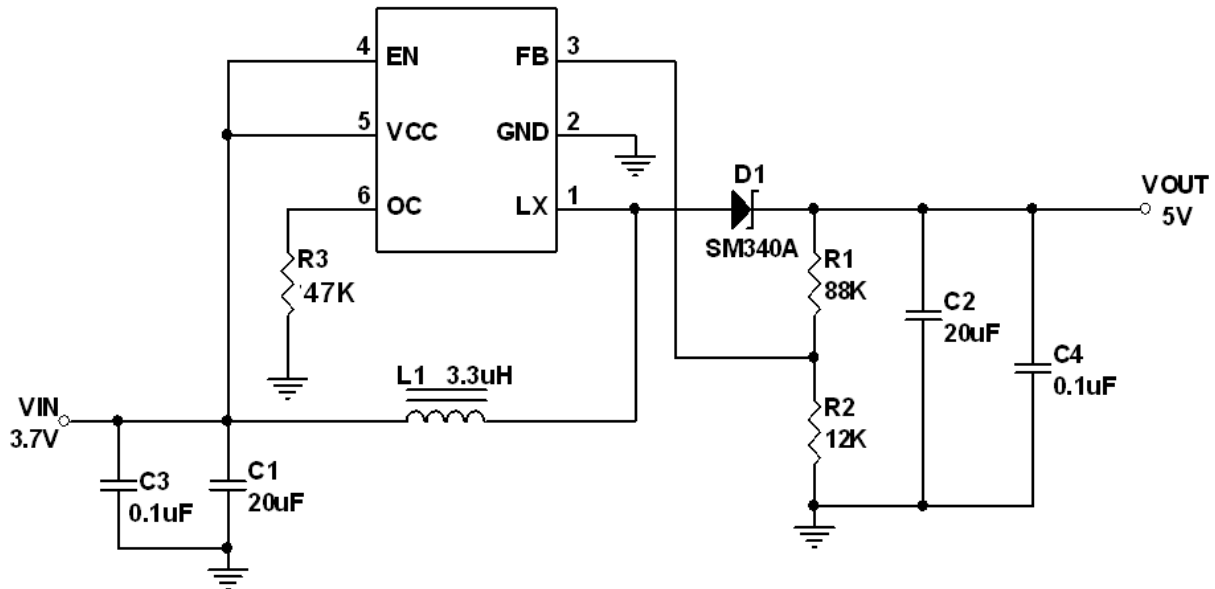 4 EN FB 3
5 VCC GND 2
6 OC LX 1
D1
SM340A
VOUT
5V
R3
47K
R1
88K
C2
20uF
C4
0.1uF
L1 3.3uH
VIN
3.7V
R2
12K
C3
0.1uF
C1
20uF